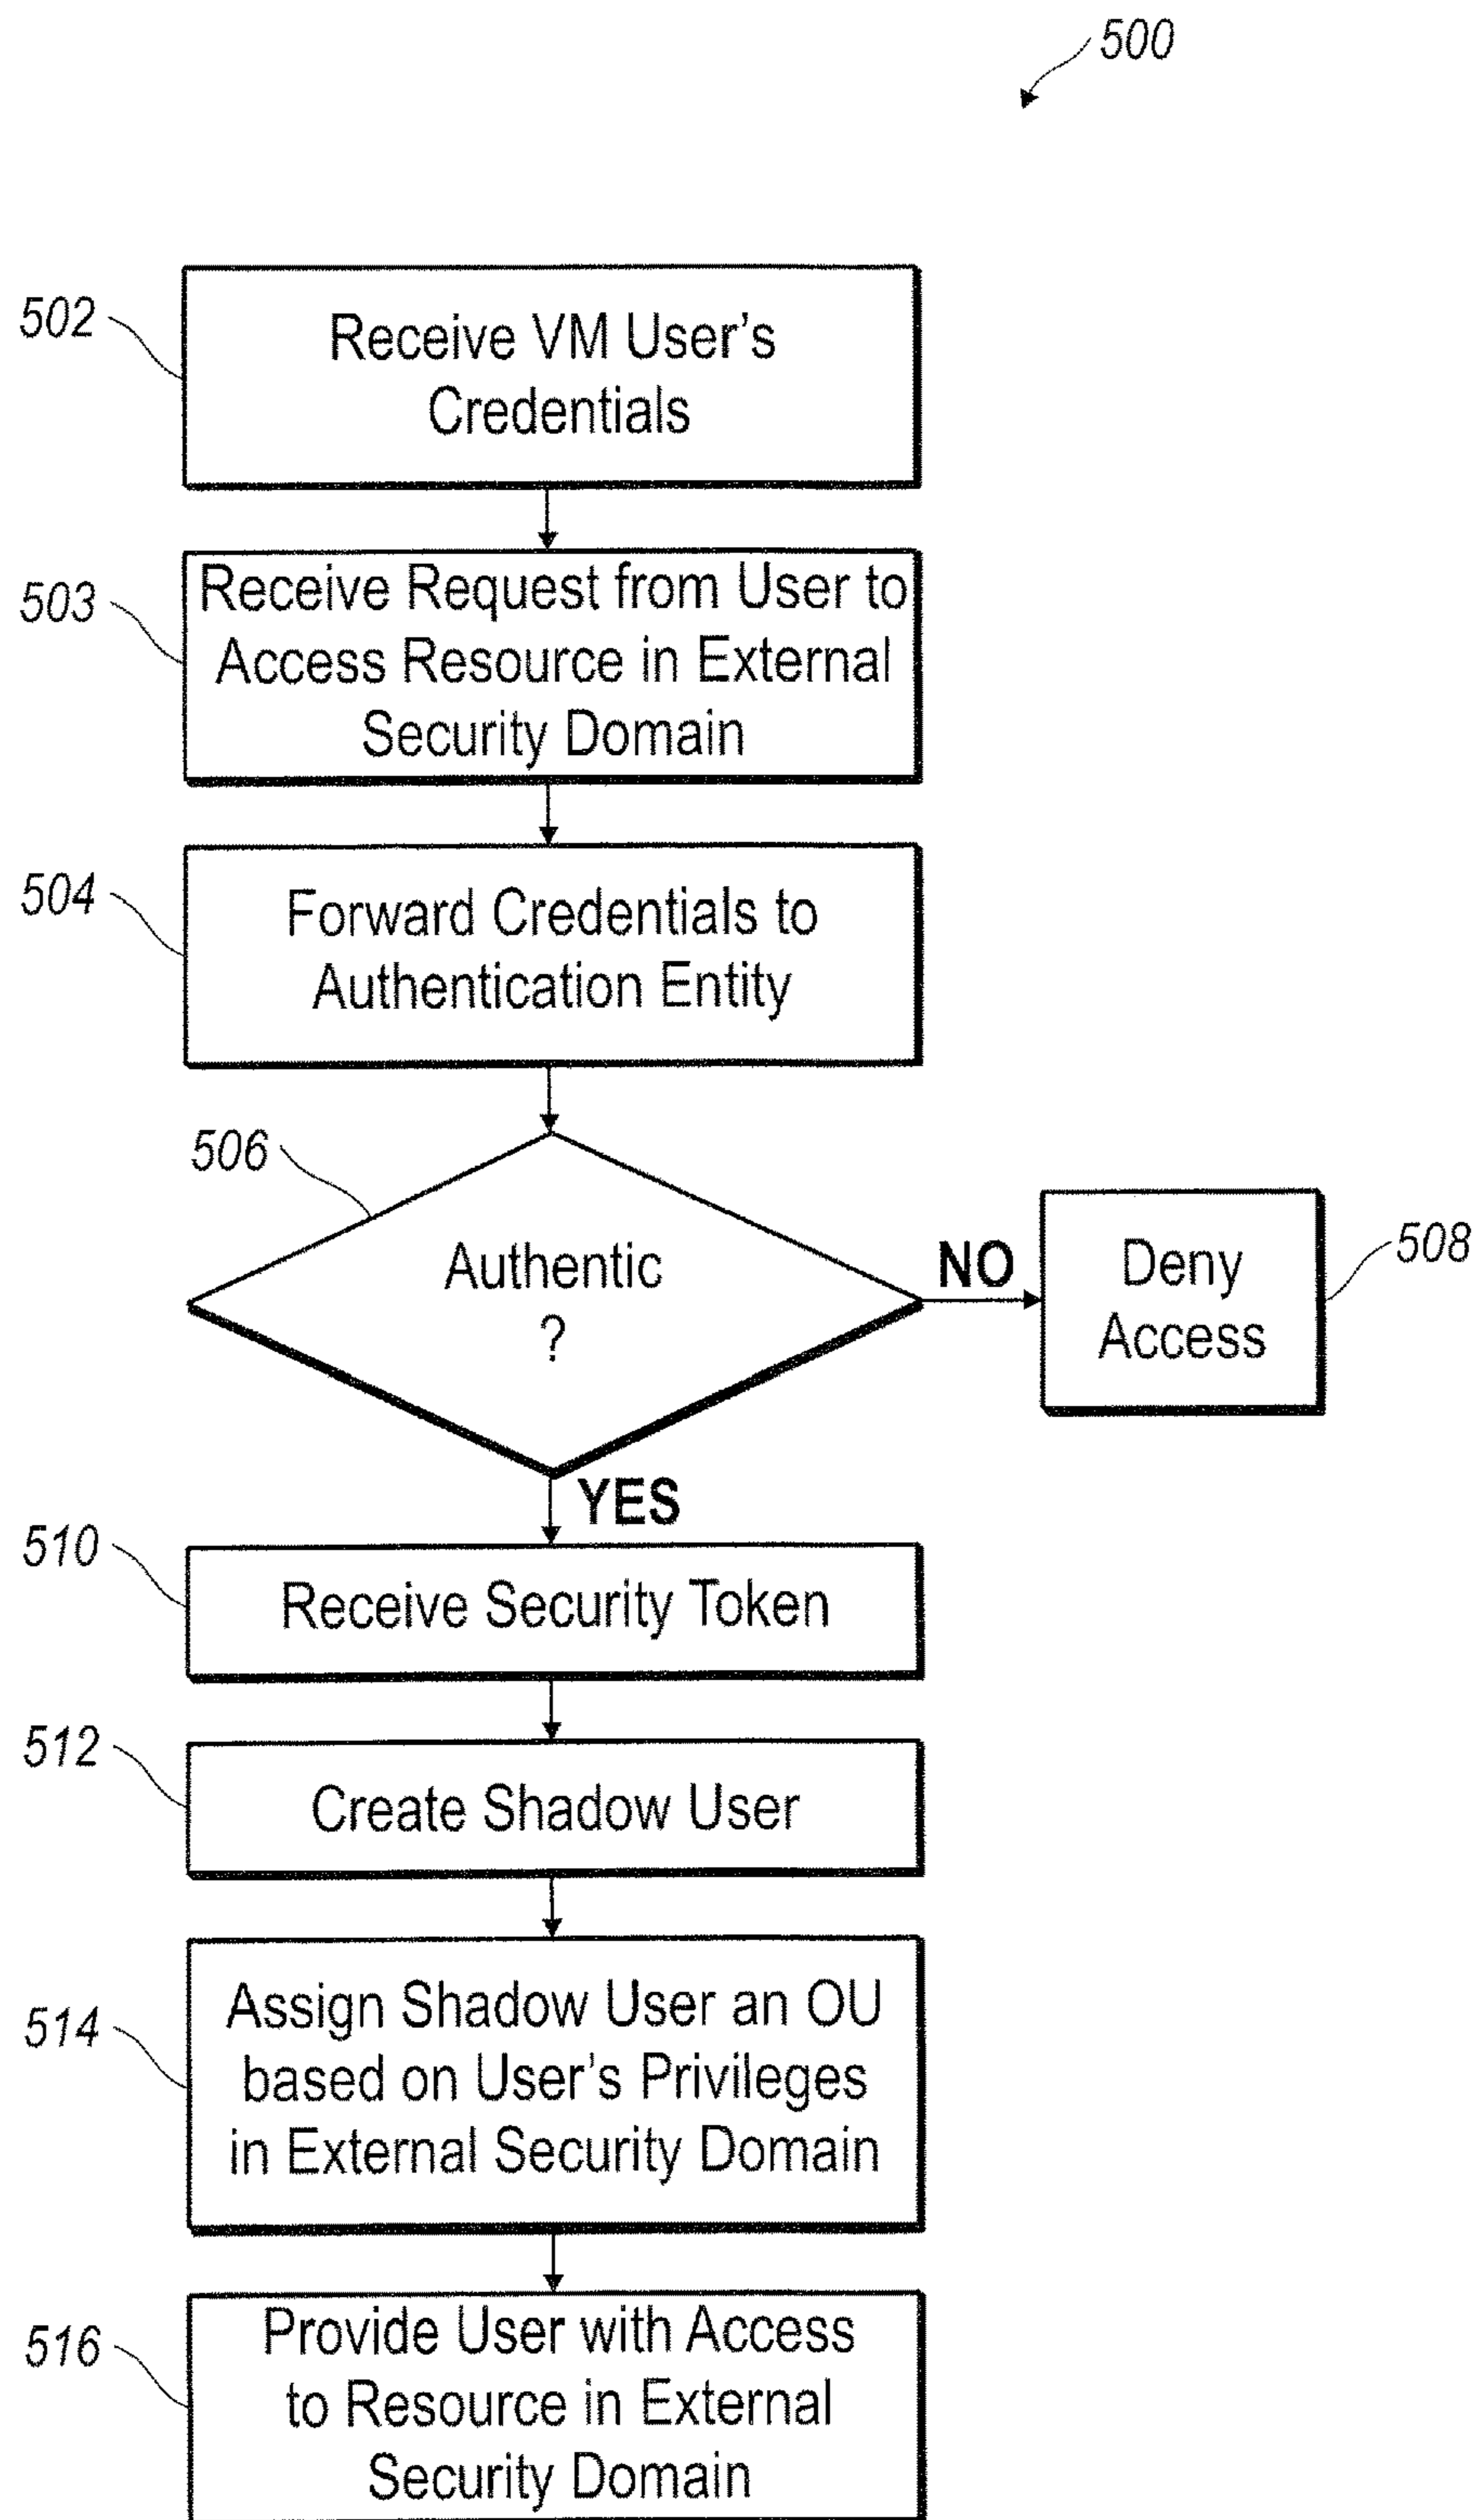 500
502
Receive VM User's
Credentials
503
Receive Request from User to
Access Resource in External
Security Domain
504
Forward Credentials to
Authentication Entity
506
Authentic
?
NO
Deny
Access
508
YES
510
Receive Security Token
512
Create Shadow User
514
Assign Shadow User an OU
based on User's Privileges
in External Security Domain
516
Provide User with Access
to Resource in External
Security Domain